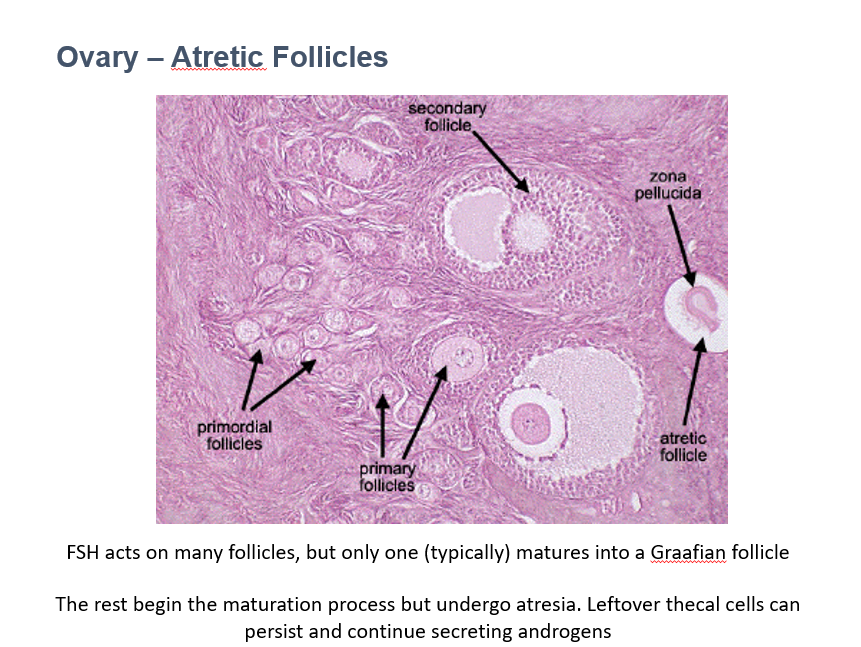 Ovary – Atretic Follicles
secondary
follicle
zona
pellucida
primordial
follicles
primary
follicles
atretic
follicle
FSH acts on many follicles, but only one (typically) matures into a Graafian follicle
The rest begin the maturation process but undergo atresia. Leftover thecal cells can
persist and continue secreting androgens